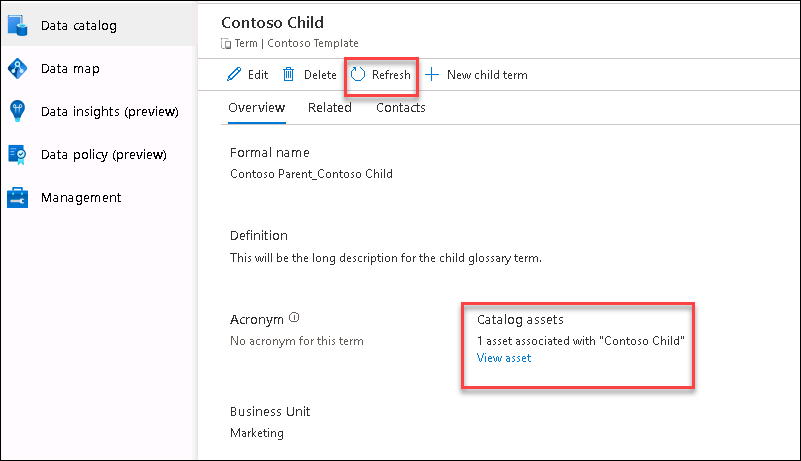 Data catalog
Data map
Data insights (preview)
Data policy (preview)
Management
Contoso Child
Term | Contoso Template
Edit Delete Refresh New child term
Overview Related Contacts
Formal name
Contoso Parent_Contoso Child
Definition
This will be the long description for the child glossary term.
Acronym
No acronym for this term
Catalog assets
1 asset associated with "Contoso Child"
View asset
Business Unit
Marketing